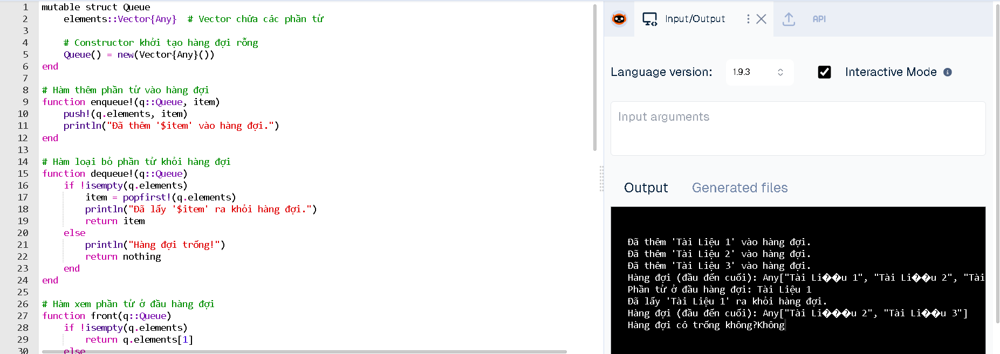 1 mutable struct Queue
2 elements::Vector{Any} # Vector chứa các phần tử
3
4 # Constructor khởi tạo hàng đợi rỗng
5 Queue() = new(Vector{Any}())
6 end
7
8 # Hàm thêm phần tử vào hàng đợi
9 function enqueue!(q::Queue, item)
10 push!(q.elements, item)
11 println("Đã thêm '$item' vào hàng đợi.")
12 end
13
14 # Hàm loại bỏ phần tử khỏi hàng đợi
15 function dequeue!(q::Queue)
16 if !isempty(q.elements)
17 item = popfirst!(q.elements)
18 println("Đã lấy '$item' ra khỏi hàng đợi.")
19 return item
20 else
21 println("Hàng đợi trống!")
22 return nothing
23 end
24 end
25
26 # Hàm xem phần tử ở đầu hàng đợi
27 function front(q::Queue)
28 if !isempty(q.elements)
29 return q.elements[1]
30 else
Input/Output
API
Language version: 1.9.3 Interactive Mode
Input arguments
Output Generated files
Đã thêm 'Tài Liệu 1' vào hàng đợi.
Đã thêm 'Tài Liệu 2' vào hàng đợi.
Đã thêm 'Tài Liệu 3' vào hàng đợi.
Hàng đợi (đầu đến cuối): Any["Tài Li��u 1", "Tài Li��u 2", "Tài
Phần tử ở đầu hàng đợi: Tài Liệu 1
Đã lấy 'Tài Liệu 1' ra khỏi hàng đợi.
Hàng đợi (đầu đến cuối): Any["Tài Li���u 2", "Tài Li��u 3"]
Hàng đợi có trống không?Không